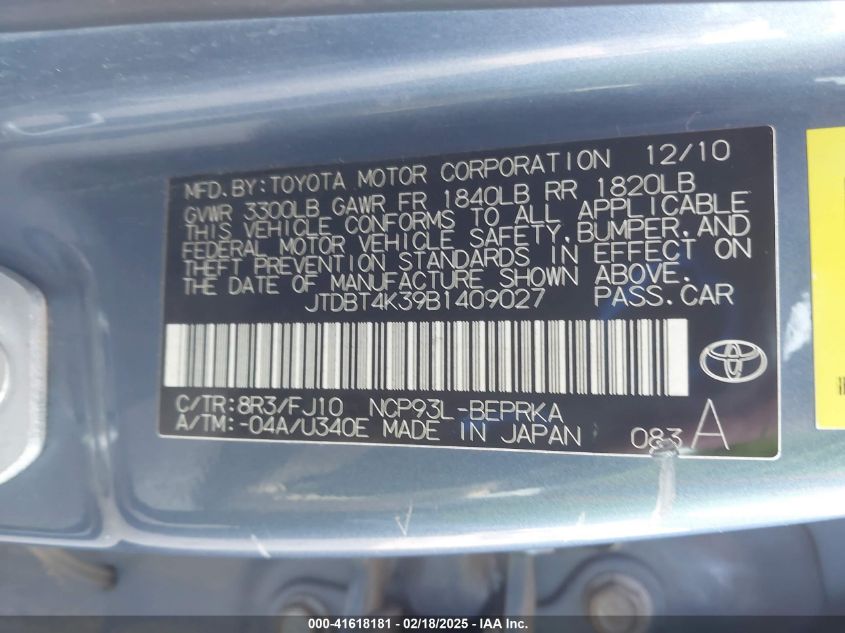 MFD. BY: TOYOTA MOTOR CORPORATION 12/10
GVWR 3300LB GAWR FR 1840LB RR 1820LB
THIS VEHICLE CONFORMS TO ALL APPLICABLE
FEDERAL MOTOR VEHICLE SAFETY, BUMPER, AND
THEFT PREVENTION STANDARDS IN EFFECT ON
THE DATE OF MANUFACTURE SHOWN ABOVE.
JTDBT4K39B1409027 PASS. CAR
C/TR: 8R3/FJ10 NCP93L-BEPRKA
A/TM: -04A/U340E MADE IN JAPAN 083 A
000-41618181 - 02/18/2025 - IAA Inc.